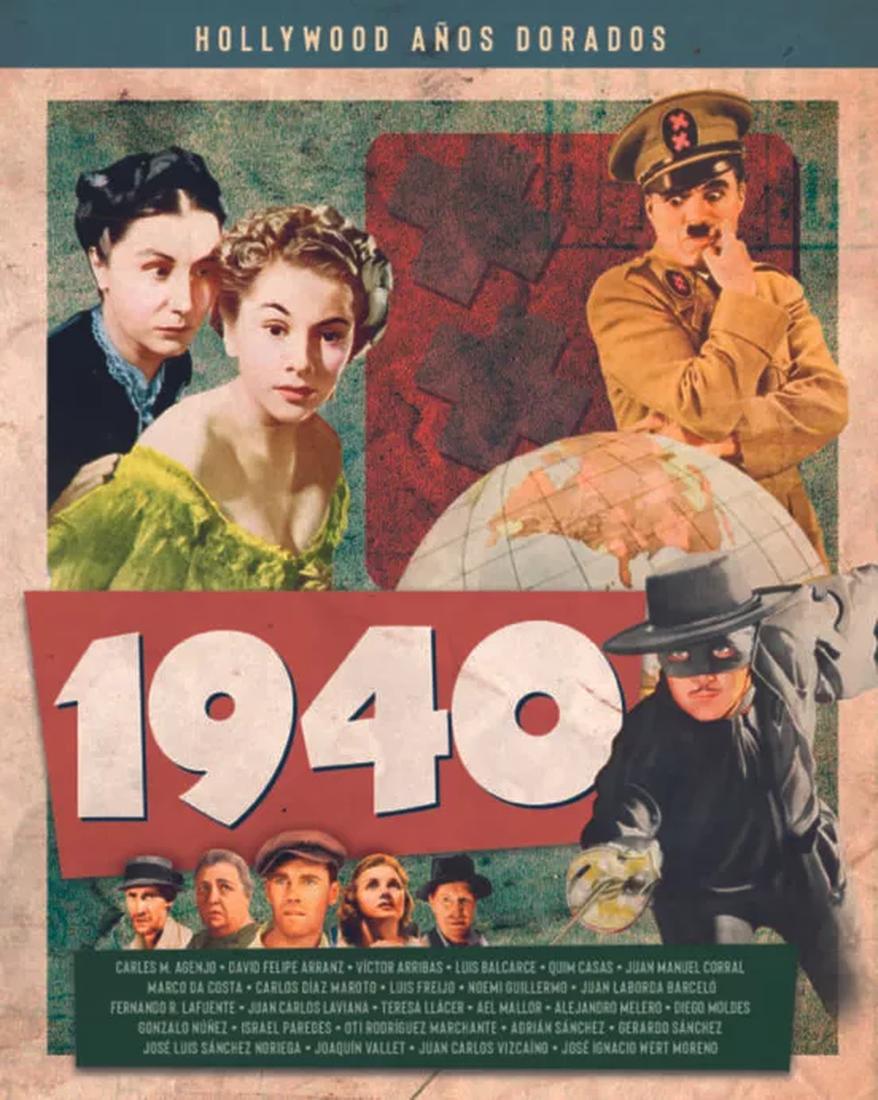 HOLLYWOOD AÑOS DORADOS
1940
CARLES M. AGENJO • DAVID FELIPE ARRANZ • VÍCTOR ARRIBAS • LUIS BALCARCE • QUIM CASAS • JUAN MANUEL CORRAL
MARCO DA COSTA • CARLOS DÍAZ MAROTO • LUIS FREIJO • NOEMI GUILLERMO • JUAN LABORDA BARCELÓ
FERNANDO R. LAFUENTE • JUAN CARLOS LAVIANA • TERESA LLÁCER • AEL MALLOR • ALEJANDRO MELERO • DIEGO MOLDES
GONZALO NÚÑEZ • ISRAEL PAREDES • OTI RODRÍGUEZ MARCHANTE • ADRIÁN SÁNCHEZ • GERARDO SÁNCHEZ
JOSÉ LUIS SÁNCHEZ NORIEGA • JOAQUÍN VALLET • JUAN CARLOS VIZCAÍNO • JOSÉ IGNACIO WERT MORENO